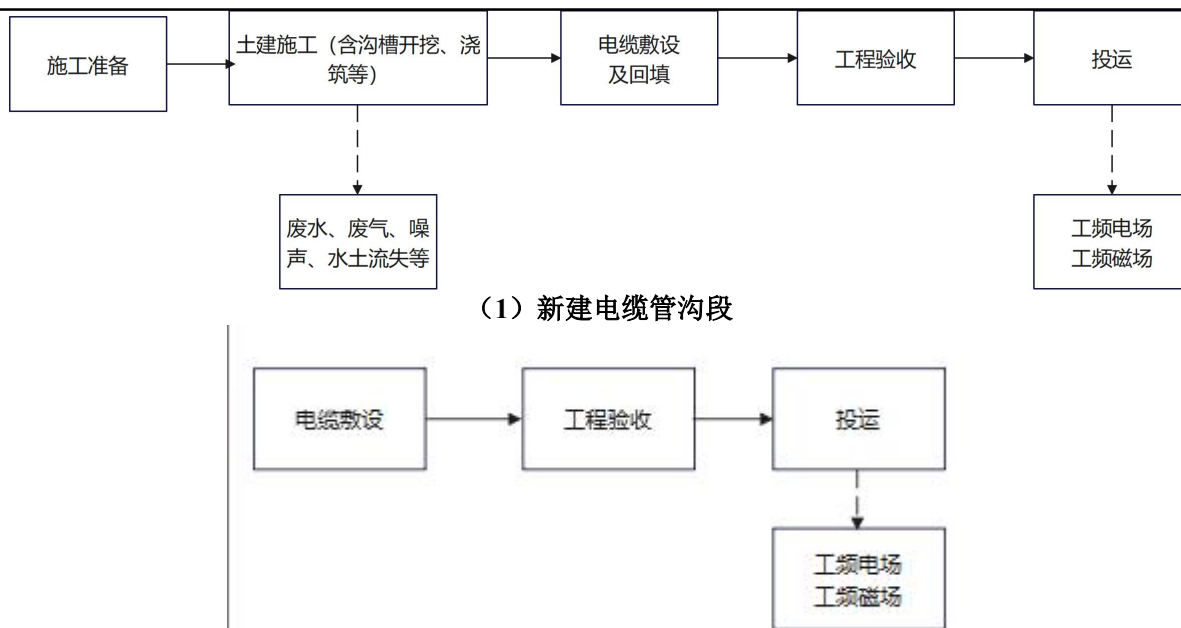 施工准备
土建施工（含沟槽开挖、浇
筑等）
电缆敷设
及回填
工程验收
投运
废水、废气、噪
声、水土流失等
工频电场
工频磁场
（1）新建电缆管沟段
电缆敷设
工程验收
投运
工频电场
工频磁场